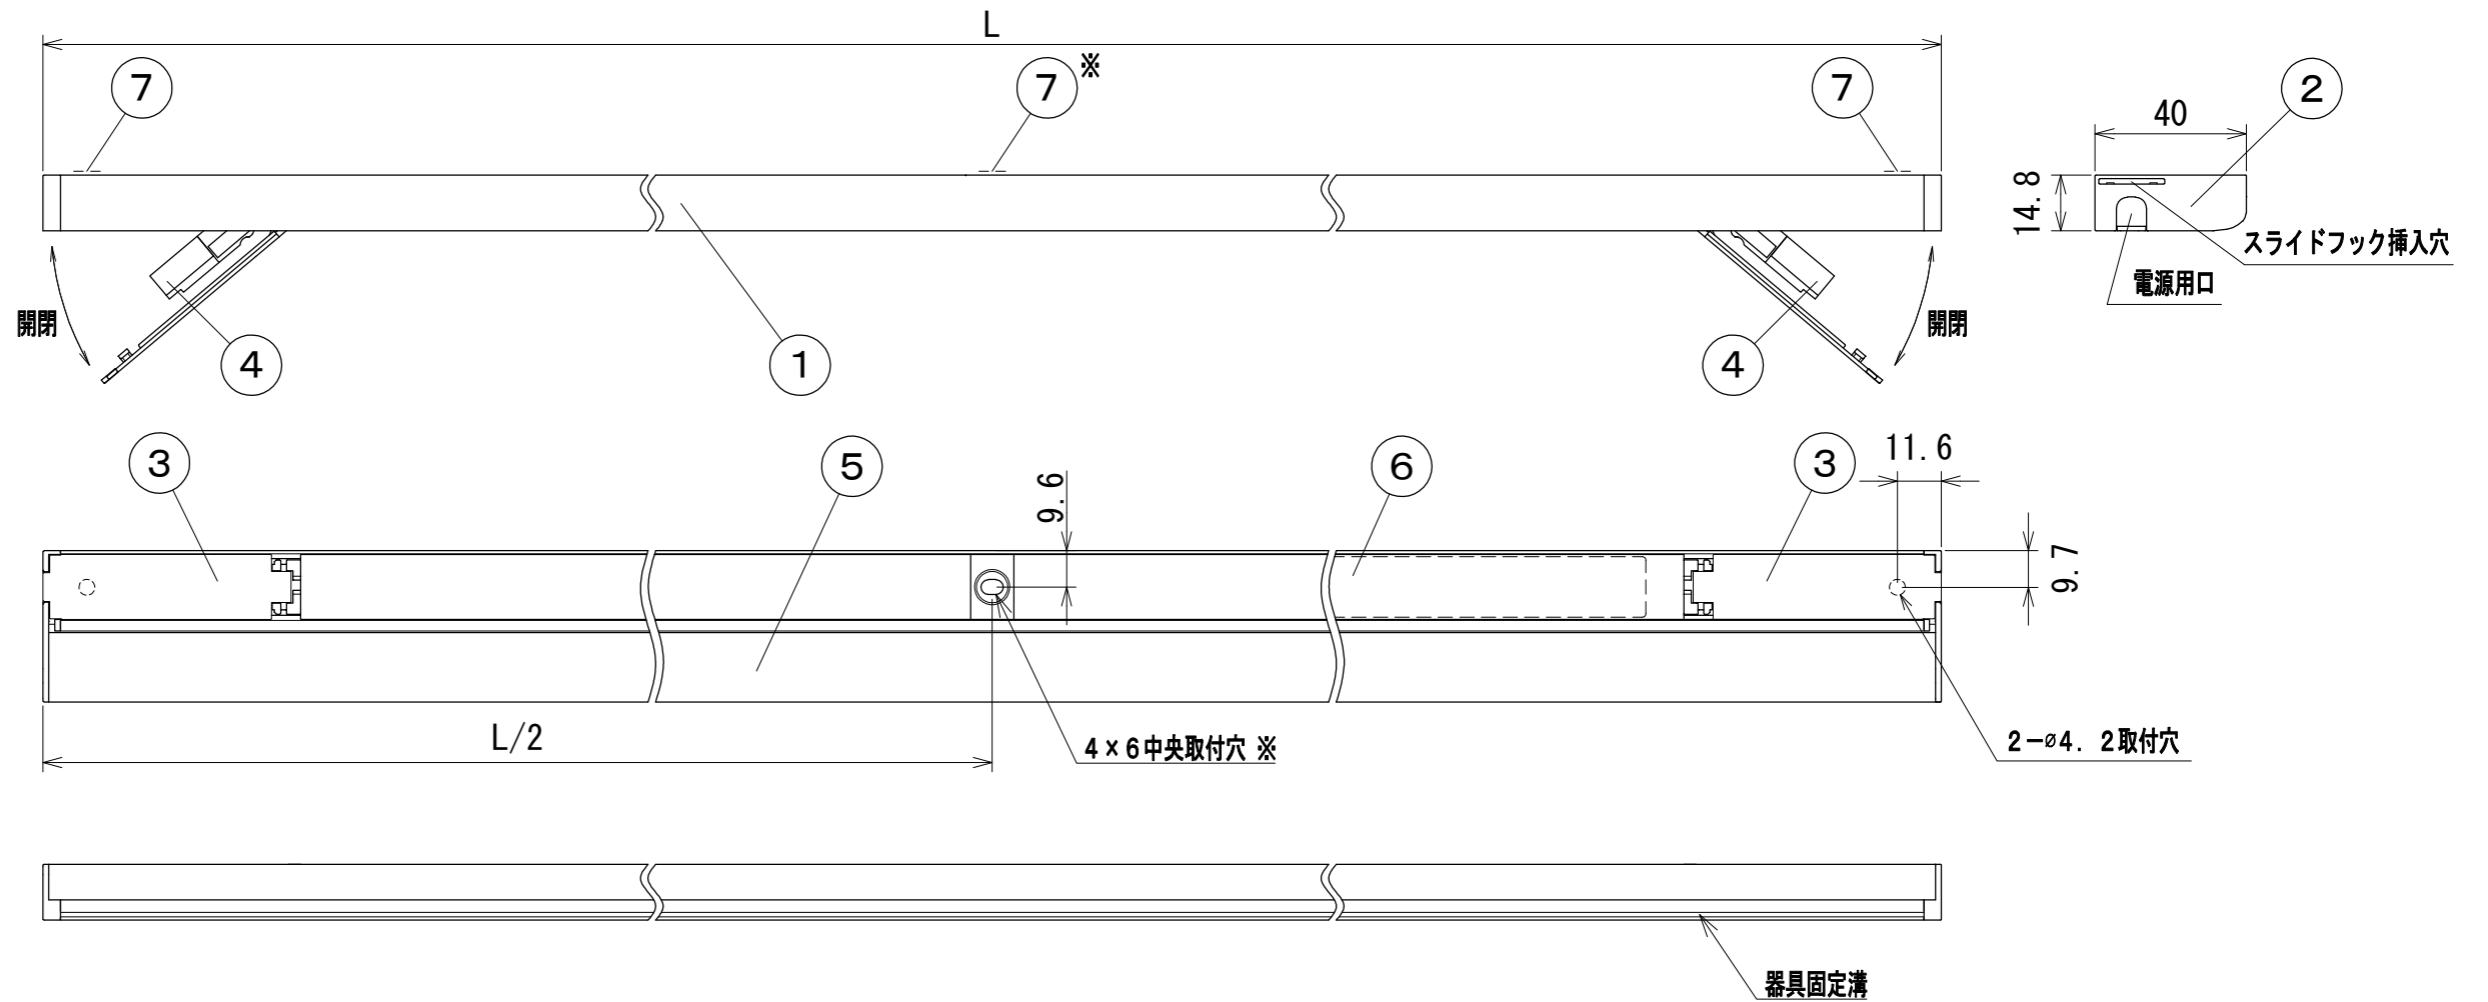 L
⑦
⑦※
⑦
②
40
14.8
スライドフック挿入穴
電源用口
開閉
④
①
④
開閉
③
⑤
9.6
⑥
③
11.6
9.7
L/2
4×6中央取付穴 ※
2－φ4．2取付穴
器具固定溝